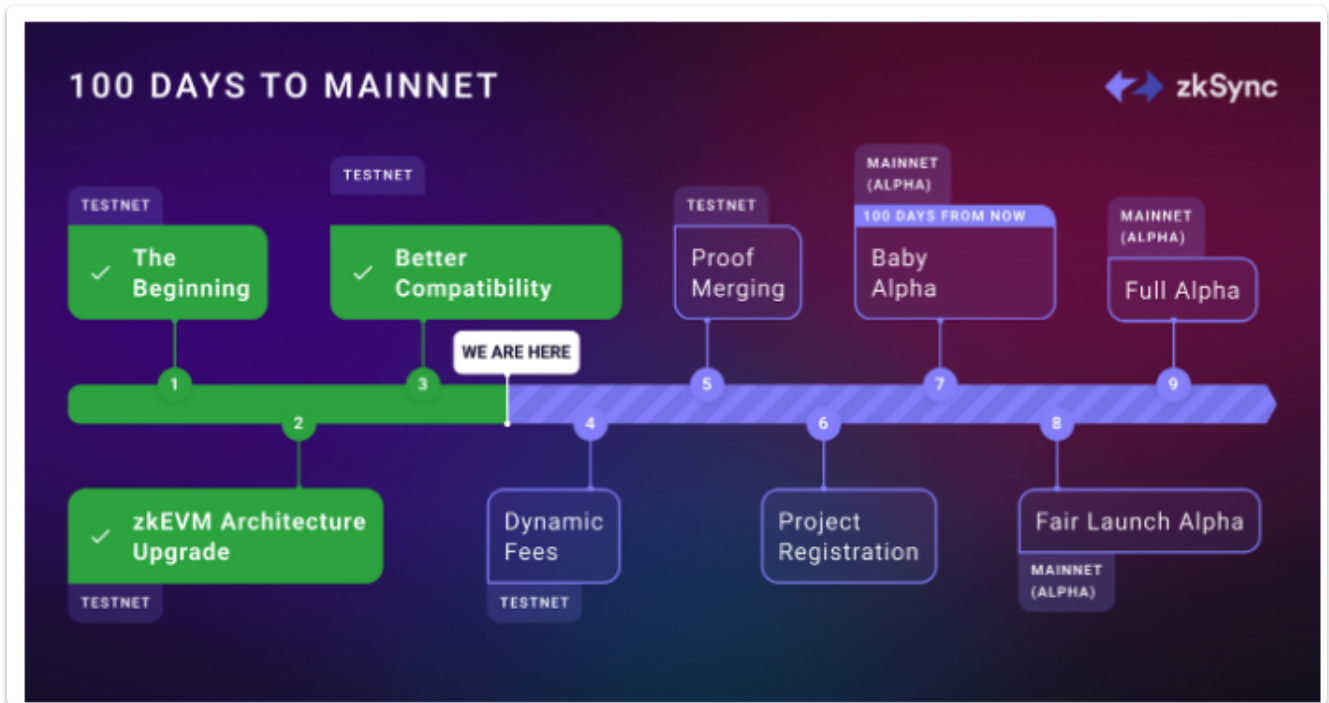 100 DAYS TO MAINNET
zkSync
TESTNET
The
Beginning
1
2
zkEVM Architecture
Upgrade
TESTNET
TESTNET
Better
Compatibility
3
WE ARE HERE
4
Dynamic
Fees
TESTNET
TESTNET
Proof
Merging
5
6
Project
Registration
MAINNET
(ALPHA)
100 DAYS FROM NOW
Baby
Alpha
7
8
Fair Launch Alpha
MAINNET
(ALPHA)
MAINNET
(ALPHA)
Full Alpha
9